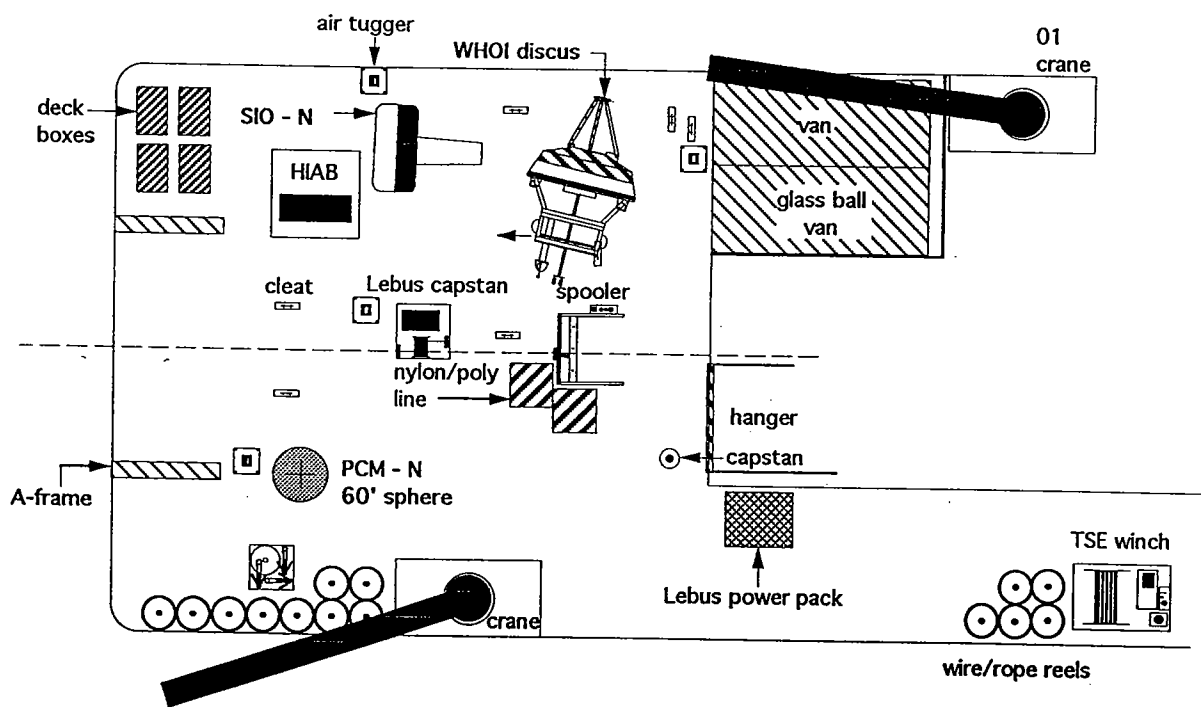 air tugger
WHOI discus
01
crane
deck
boxes
SIO - N
van
HIAB
glass ball
van
cleat
Lebus capstan
spooler
nylon/poly
line
hanger
capstan
A-frame
PCM - N
60' sphere
TSE winch
Lebus power pack
crane
wire/rope reels